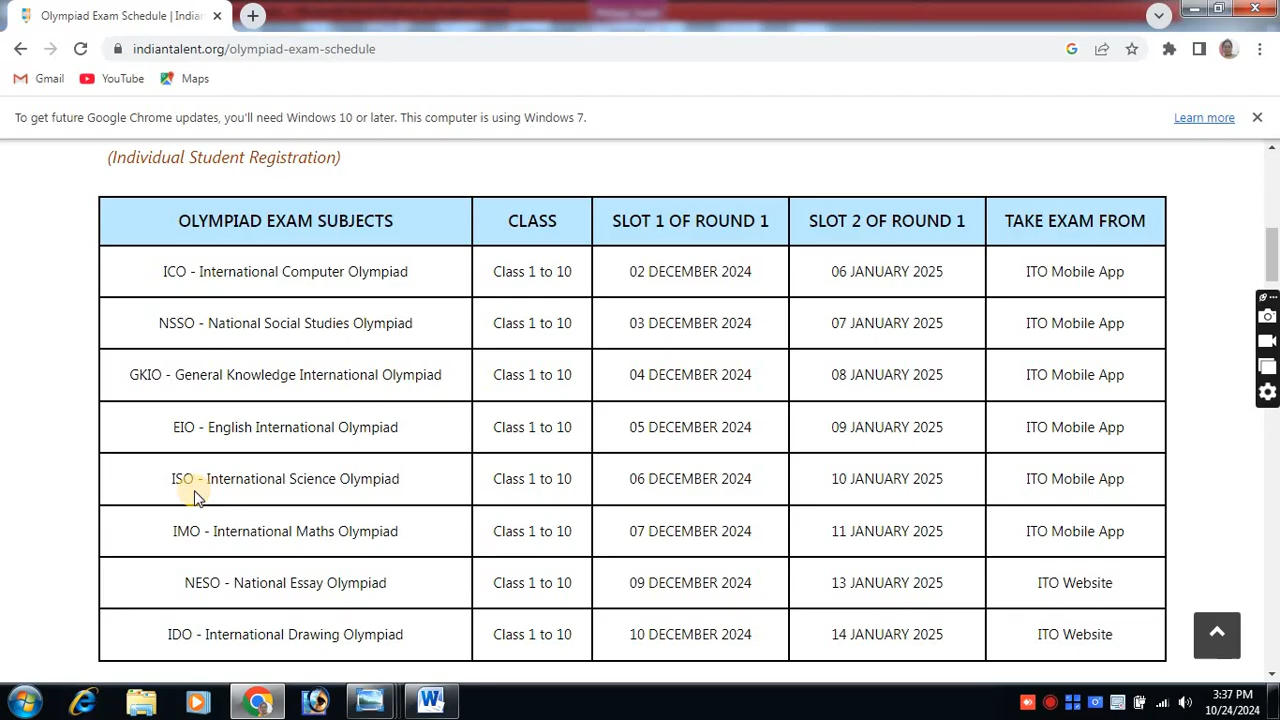 Olympiad Exam Schedule | Indian
indiantalent.org/olympiad-exam-schedule
Gmail YouTube Maps
To get future Google Chrome updates, you'll need Windows 10 or later. This computer is using Windows 7. Learn more
(Individual Student Registration)
OLYMPIAD EXAM SUBJECTS CLASS SLOT 1 OF ROUND 1 SLOT 2 OF ROUND 1 TAKE EXAM FROM
ICO - International Computer Olympiad Class 1 to 10 02 DECEMBER 2024 06 JANUARY 2025 ITO Mobile App
NSSO - National Social Studies Olympiad Class 1 to 10 03 DECEMBER 2024 07 JANUARY 2025 ITO Mobile App
GKIO - General Knowledge International Olympiad Class 1 to 10 04 DECEMBER 2024 08 JANUARY 2025 ITO Mobile App
EIO - English International Olympiad Class 1 to 10 05 DECEMBER 2024 09 JANUARY 2025 ITO Mobile App
ISO - International Science Olympiad Class 1 to 10 06 DECEMBER 2024 10 JANUARY 2025 ITO Mobile App
IMO - International Maths Olympiad Class 1 to 10 07 DECEMBER 2024 11 JANUARY 2025 ITO Mobile App
NESO - National Essay Olympiad Class 1 to 10 09 DECEMBER 2024 13 JANUARY 2025 ITO Website
IDO - International Drawing Olympiad Class 1 to 10 10 DECEMBER 2024 14 JANUARY 2025 ITO Website
3:37 PM
10/24/2024